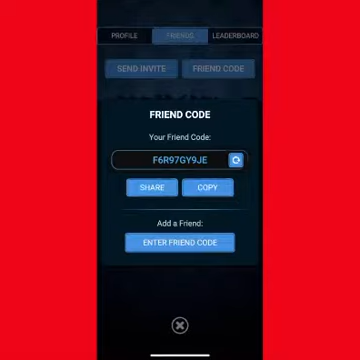 PROFILE FRIENDS LEADERBOARD
SEND INVITE FRIEND CODE
FRIEND CODE
Your Friend Code:
F6R97GY9JE
SHARE COPY
Add a Friend:
ENTER FRIEND CODE